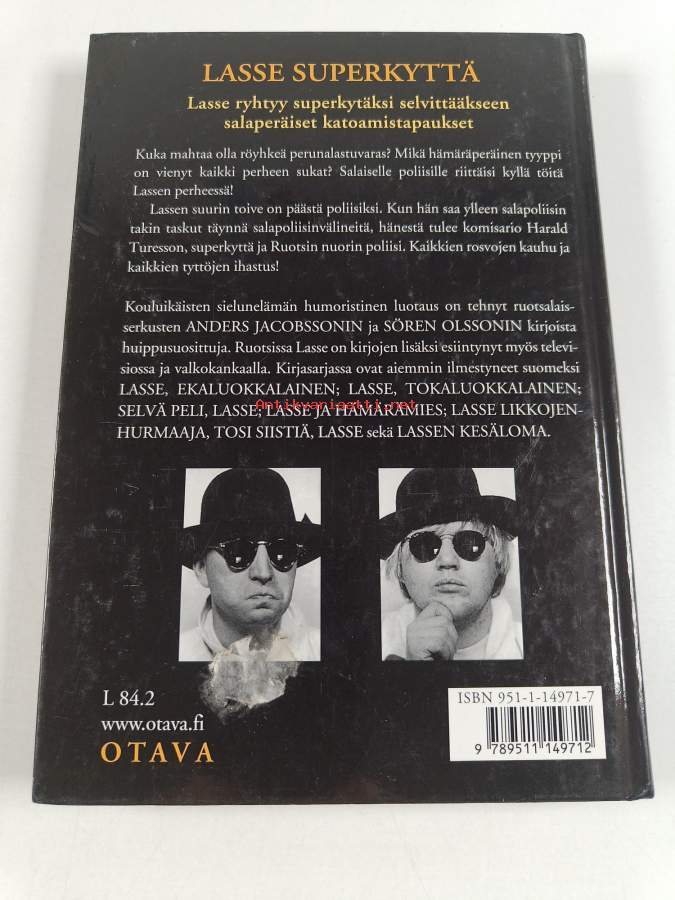 LASSE SUPERKYTTÄ
Lasse ryhtyy superkytäksi selvittääkseen
salaperäiset katoamistapaukset
Kuka mahtaa olla röyhkeä perunalastuvaras? Mikä hämäräperäinen tyyppi
on vienyt kaikki perheen sukat? Salaiselle poliisille riittäisi kyllä töitä
Lassen perheessä!
Lassen suurin toive on päästä poliisiksi. Kun hän saa ylleen salapoliisin
takin taskut täynnä salapoliisinvälineitä, hänestä tulee komisario Harald
Turesson, superkyttä ja Ruotsin nuorin poliisi. Kaikkien rosvojen kauhu ja
kaikkien tyttöjen ihastus!
Kouluikäisten sielunelämän humoristinen luotaus on tehnyt ruotsalais-
serkusten ANDERS JACOBSSONIN ja SÖREN OLSSONIN kirjoista
huippusuosittuja. Ruotsissa Lasse on kirjojen lisäksi esiintynyt myös televi-
siossa ja valkokankaalla. Kirjasarjassa ovat aiemmin ilmestyneet suomeksi
LASSE, EKALUOKKALAINEN; LASSE, TOKALUOKKALAINEN;
SELVÄ PELI, LASSE; LASSE JA HÄMÄRÄMIES; LASSE LIKKOJEN-
HURMAAJA, TOSI SIISTIÄ, LASSE sekä LASSEN KESÄLOMA.
Antikvariaatti.net
L 84.2
www.otava.fi
OTAVA
ISBN 951-1-14971-7
9 789511 149712